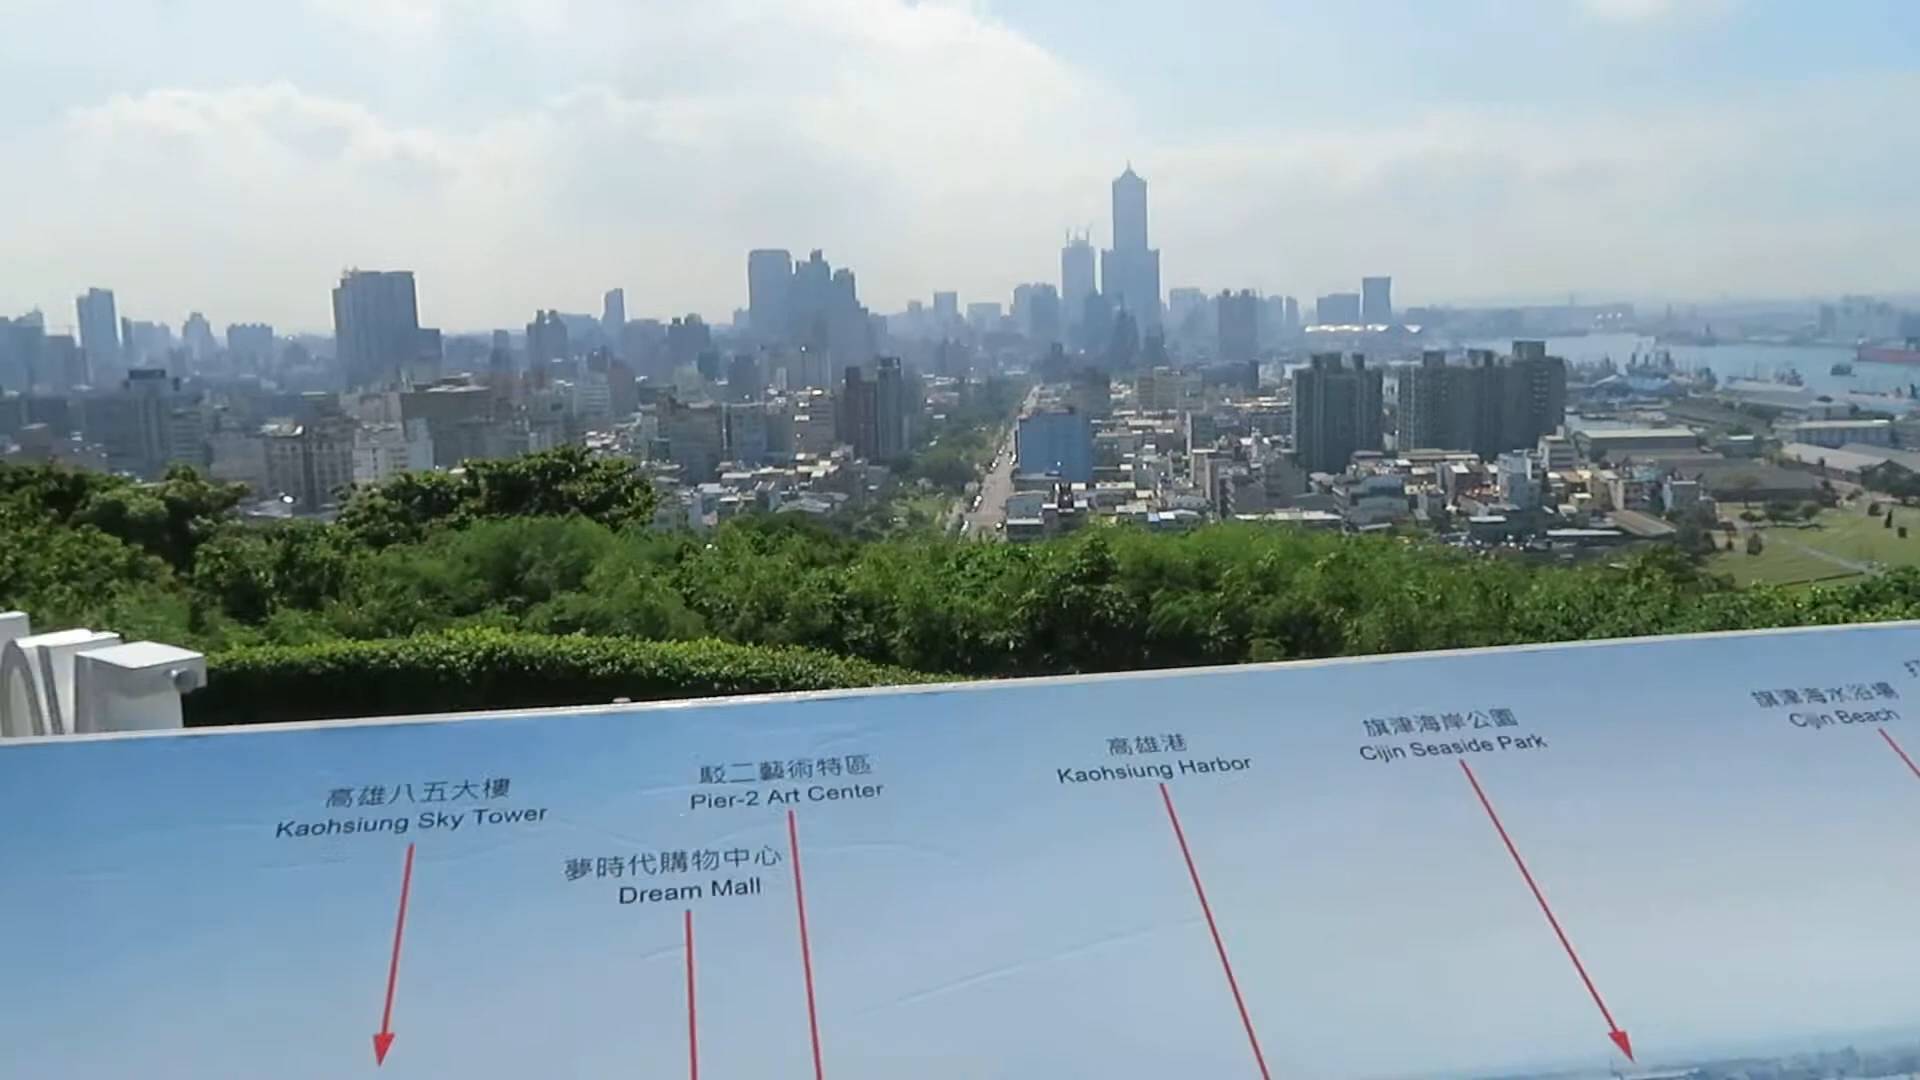 高雄八五大樓
Kaohsiung Sky Tower
駁二藝術特區
Pier-2 Art Center
夢時代購物中心
Dream Mall
高雄港
Kaohsiung Harbor
旗津海岸公園
Cijin Seaside Park
旗津海水浴場
Cijin Beach